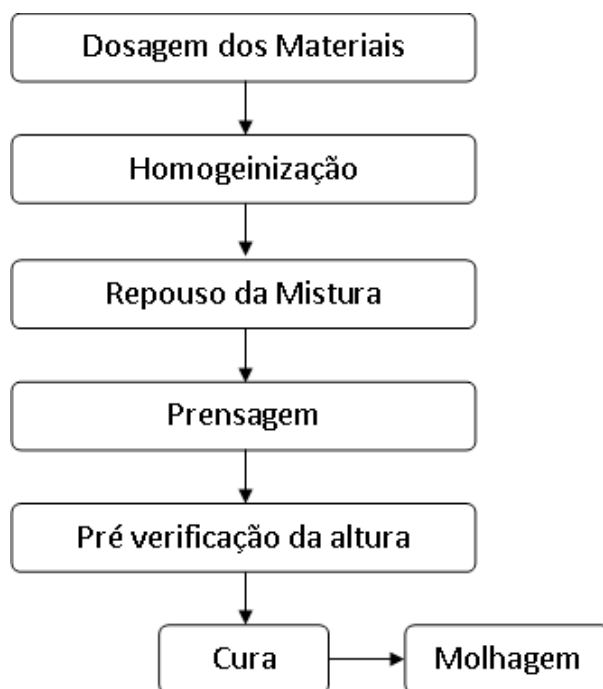 Dosagem dos Materiais
Homogeinização
Repouso da Mistura
Prensagem
Pré verificação da altura
Cura
Molhagem